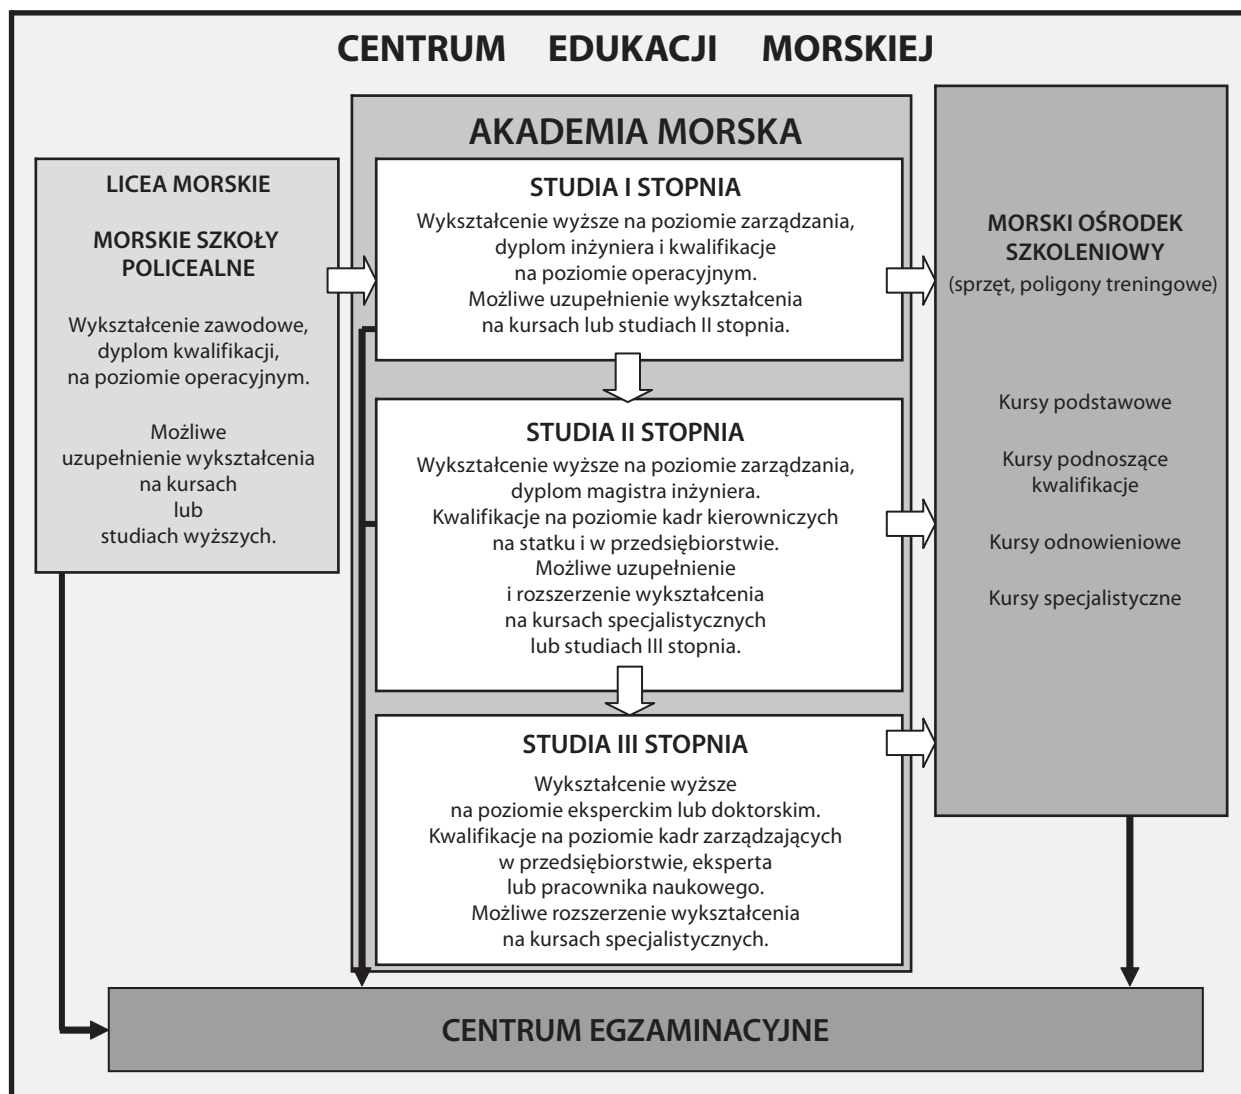 CENTRUM EDUKACJI MORSKIEJ
LICEA MORSKIE
MORSKIE SZKOŁY
POLICEALNE
Wykształcenie zawodowe,
dyplom kwalifikacji,
na poziomie operacyjnym.
Możliwe
uzupełnienie wykształcenia
na kursach
lub
studiach wyższych.
AKADEMIA MORSKA
STUDIA I STOPNIA
Wykształcenie wyższe na poziomie zarządzania,
dyplom inżyniera i kwalifikacje
na poziomie operacyjnym.
Możliwe uzupełnienie wykształcenia
na kursach lub studiach II stopnia.
STUDIA II STOPNIA
Wykształcenie wyższe na poziomie zarządzania,
dyplom magistra inżyniera.
Kwalifikacje na poziomie kadr kierowniczych
na statku i w przedsiębiorstwie.
Możliwe uzupełnienie
i rozszerzenie wykształcenia
na kursach specjalistycznych
lub studiach III stopnia.
STUDIA III STOPNIA
Wykształcenie wyższe
na poziomie eksperckim lub doktorskim.
Kwalifikacje na poziomie kadr zarządzających
w przedsiębiorstwie, eksperta
lub pracownika naukowego.
Możliwe rozszerzenie wykształcenia
na kursach specjalistycznych.
MORSKI OŚRODEK
SZKOLENIOWY
(sprzęt, poligony treningowe)
Kursy podstawowe
Kursy podnoszące
kwalifikacje
Kursy odnowieniowe
Kursy specjalistyczne
CENTRUM EGZAMINACYJNE